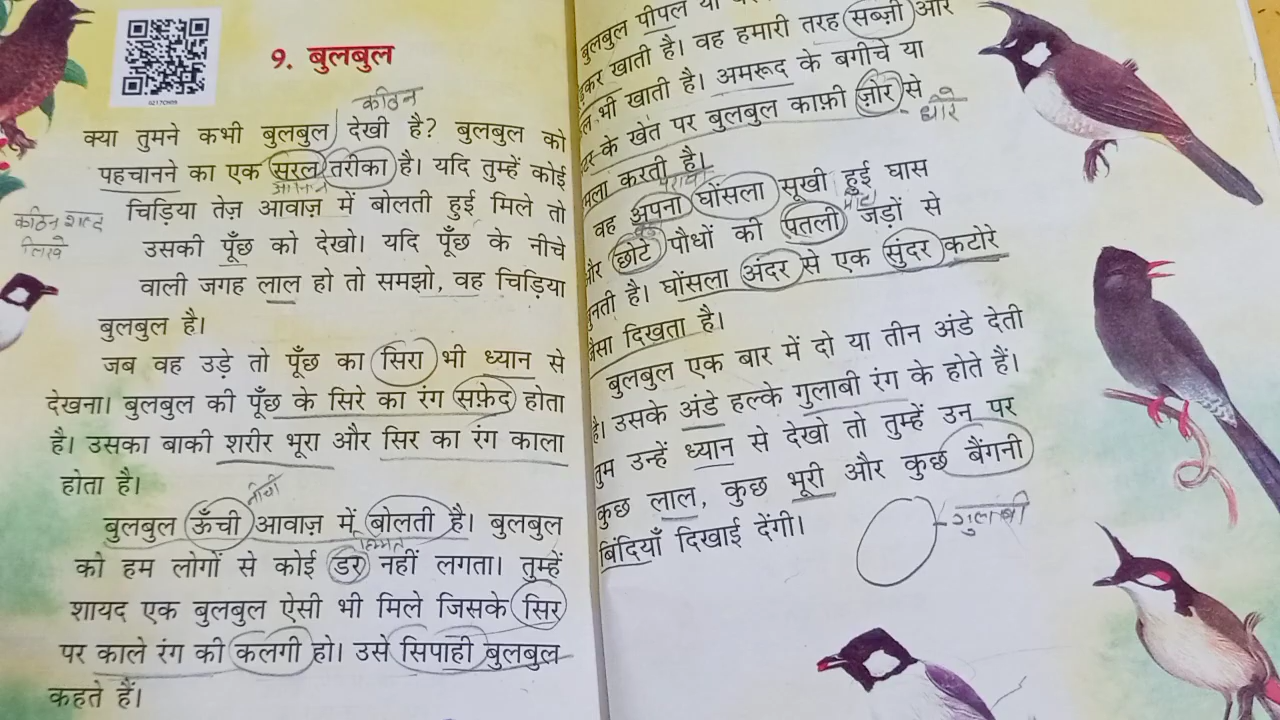 9. बुलबुल
0217CH09
कठिन
क्या तुमने कभी बुलबुल देखी है? बुलबुल को
पहचानने का एक सरल तरीका है। यदि तुम्हें कोई
चिड़िया तेज़ आवाज़ में बोलती हुई मिले तो
कठिन शब्द
लिखे
उसकी पूँछ को देखो। यदि पूँछ के नीचे
वाली जगह लाल हो तो समझो, वह चिड़िया
बुलबुल है।
जब वह उड़े तो पूँछ का सिरा भी ध्यान से
देखना। बुलबुल की पूँछ के सिरे का रंग सफ़ेद होता
है। उसका बाकी शरीर भूरा और सिर का रंग काला
होता है।
नीची
बुलबुल ऊँची आवाज़ में बोलती है। बुलबुल
हिम्मत
को हम लोगों से कोई डर नहीं लगता। तुम्हें
शायद एक बुलबुल ऐसी भी मिले जिसके सिर
पर काले रंग की कलगी हो। उसे सिपाही बुलबुल
कहते हैं।
बुलबुल पीपल या
खाती है। वह हमारी तरह सब्ज़ी और
भी खाती है। अमरूद के बगीचे या
के खेत पर बुलबुल काफ़ी ज़ोर से
धीरे
करती है।
वह अपना घोंसला सूखी हुई घास
और छोटे पौधों की पतली जड़ों से
है। घोंसला अंदर से एक सुंदर कटोरे
जैसा दिखता है।
बुलबुल एक बार में दो या तीन अंडे देती
है। उसके अंडे हल्के गुलाबी रंग के होते हैं।
तुम उन्हें ध्यान से देखो तो तुम्हें उन पर
कुछ लाल, कुछ भूरी और कुछ बैंगनी
बिंदियाँ दिखाई देंगी।
गुलाबी